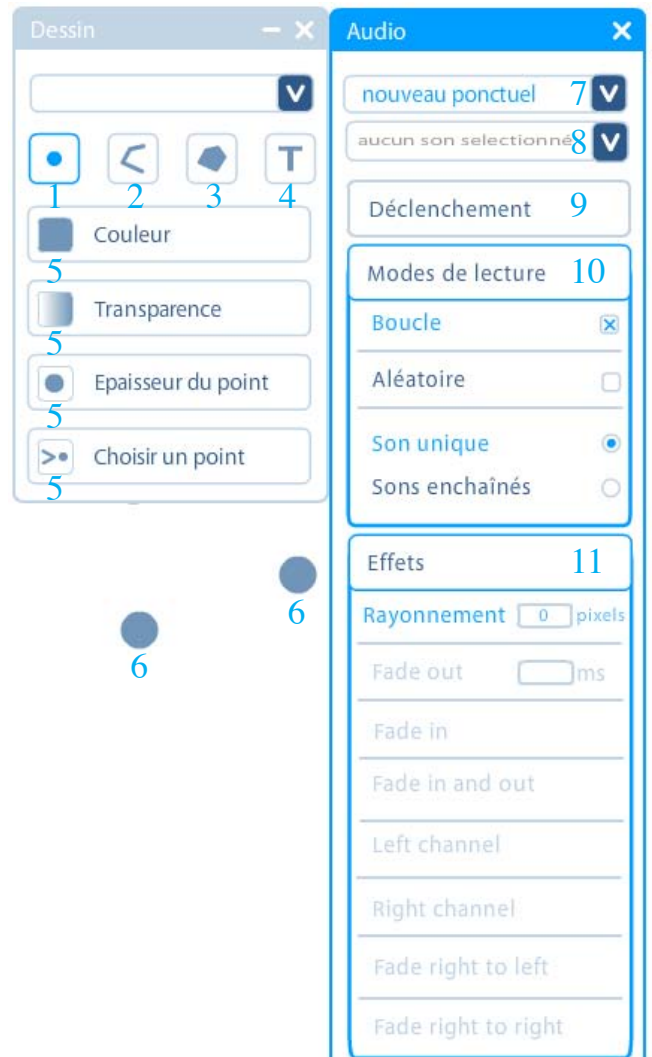 Dessin
1 2 3 4
Couleur
5
Transparence
5
Epaisseur du point
5
Choisir un point
5
6
6
Audio
nouveau ponctuel 7
aucun son selectionné 8
Déclenchement 9
Modes de lecture 10
Boucle
Aléatoire
Son unique
Sons enchaînés
Effets 11
Rayonnement 0 pixels
Fade out ms
Fade in
Fade in and out
Left channel
Right channel
Fade right to left
Fade right to right